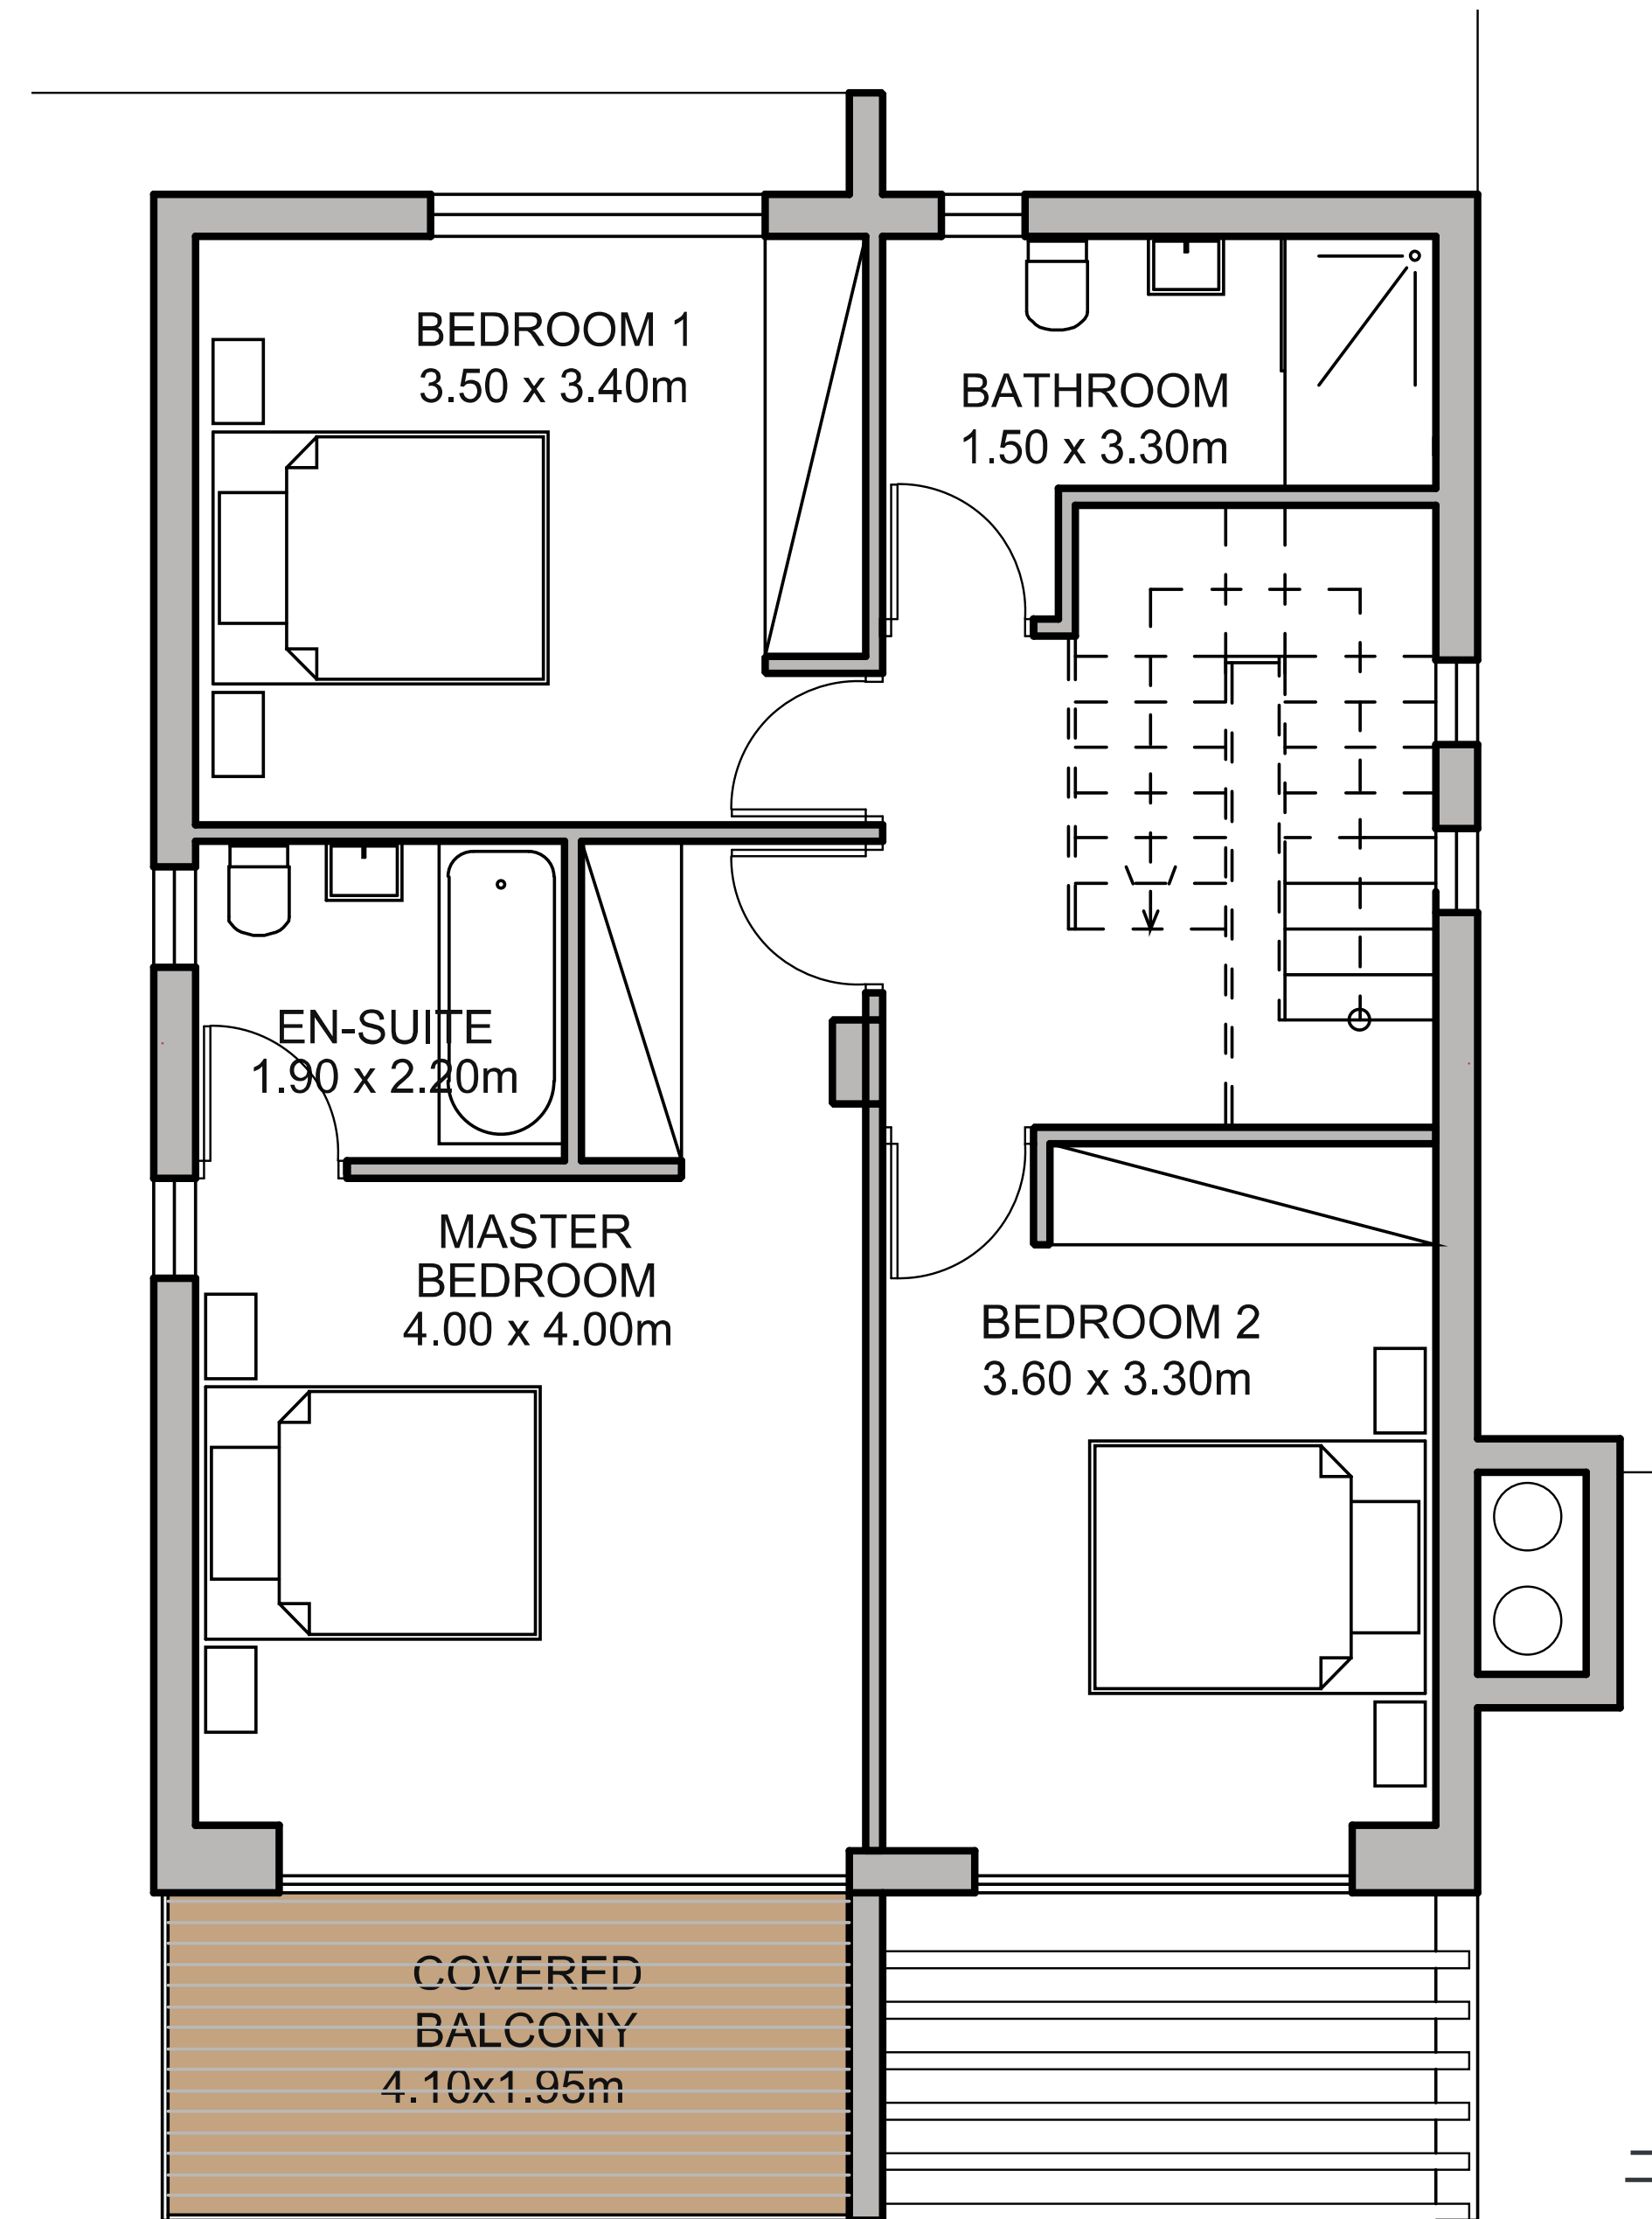 BEDROOM 1
3.50 x 3.40m
BATHROOM
1.50 x 3.30m
EN-SUITE
1.90 x 2.20m
MASTER
BEDROOM
4.00 x 4.00m
BEDROOM 2
3.60 x 3.30m
COVERED
BALCONY
4.10x1.95m